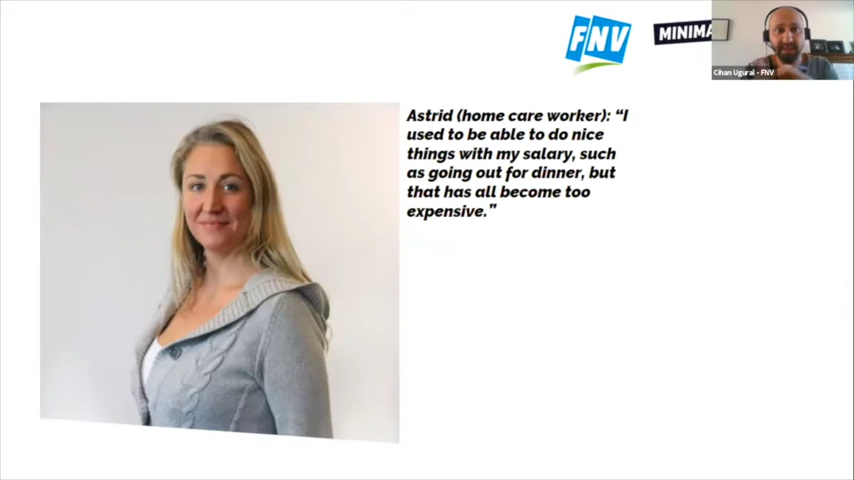 FNV
MINIMA
Cihan Ugural - FNV
Astrid (home care worker): “I
used to be able to do nice
things with my salary, such
as going out for dinner, but
that has all become too
expensive.”